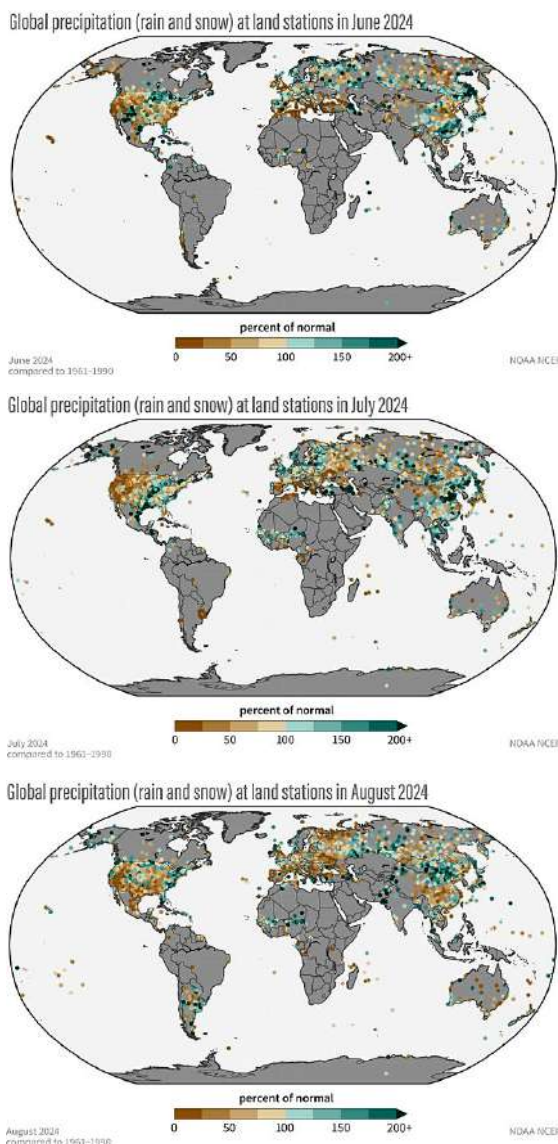 Global precipitation (rain and snow) at land stations in June 2024
percent of normal
0 50 100 150 200+
June 2024
compared to 1961-1990
NOAA NCEI
Global precipitation (rain and snow) at land stations in July 2024
percent of normal
0 50 100 150 200+
July 2024
compared to 1961-1990
NOAA NCEI
Global precipitation (rain and snow) at land stations in August 2024
percent of normal
0 50 100 150 200+
August 2024
compared to 1961-1990
NOAA NCEI